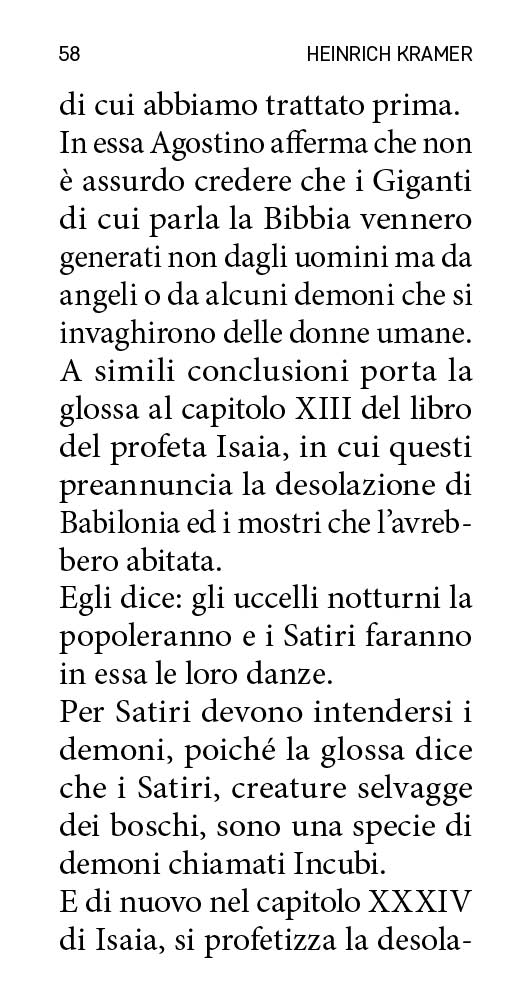 58 HEINRICH KRAMER
di cui abbiamo trattato prima.
In essa Agostino afferma che non
è assurdo credere che i Giganti
di cui parla la Bibbia vennero
generati non dagli uomini ma da
angeli o da alcuni demoni che si
invaghirono delle donne umane.
A simili conclusioni porta la
glossa al capitolo XIII del libro
del profeta Isaia, in cui questi
preannuncia la desolazione di
Babilonia ed i mostri che l’avreb-
bero abitata.
Egli dice: gli uccelli notturni la
popoleranno e i Satiri faranno
in essa le loro danze.
Per Satiri devono intendersi i
demoni, poiché la glossa dice
che i Satiri, creature selvagge
dei boschi, sono una specie di
demoni chiamati Incubi.
E di nuovo nel capitolo XXXIV
di Isaia, si profetizza la desola-